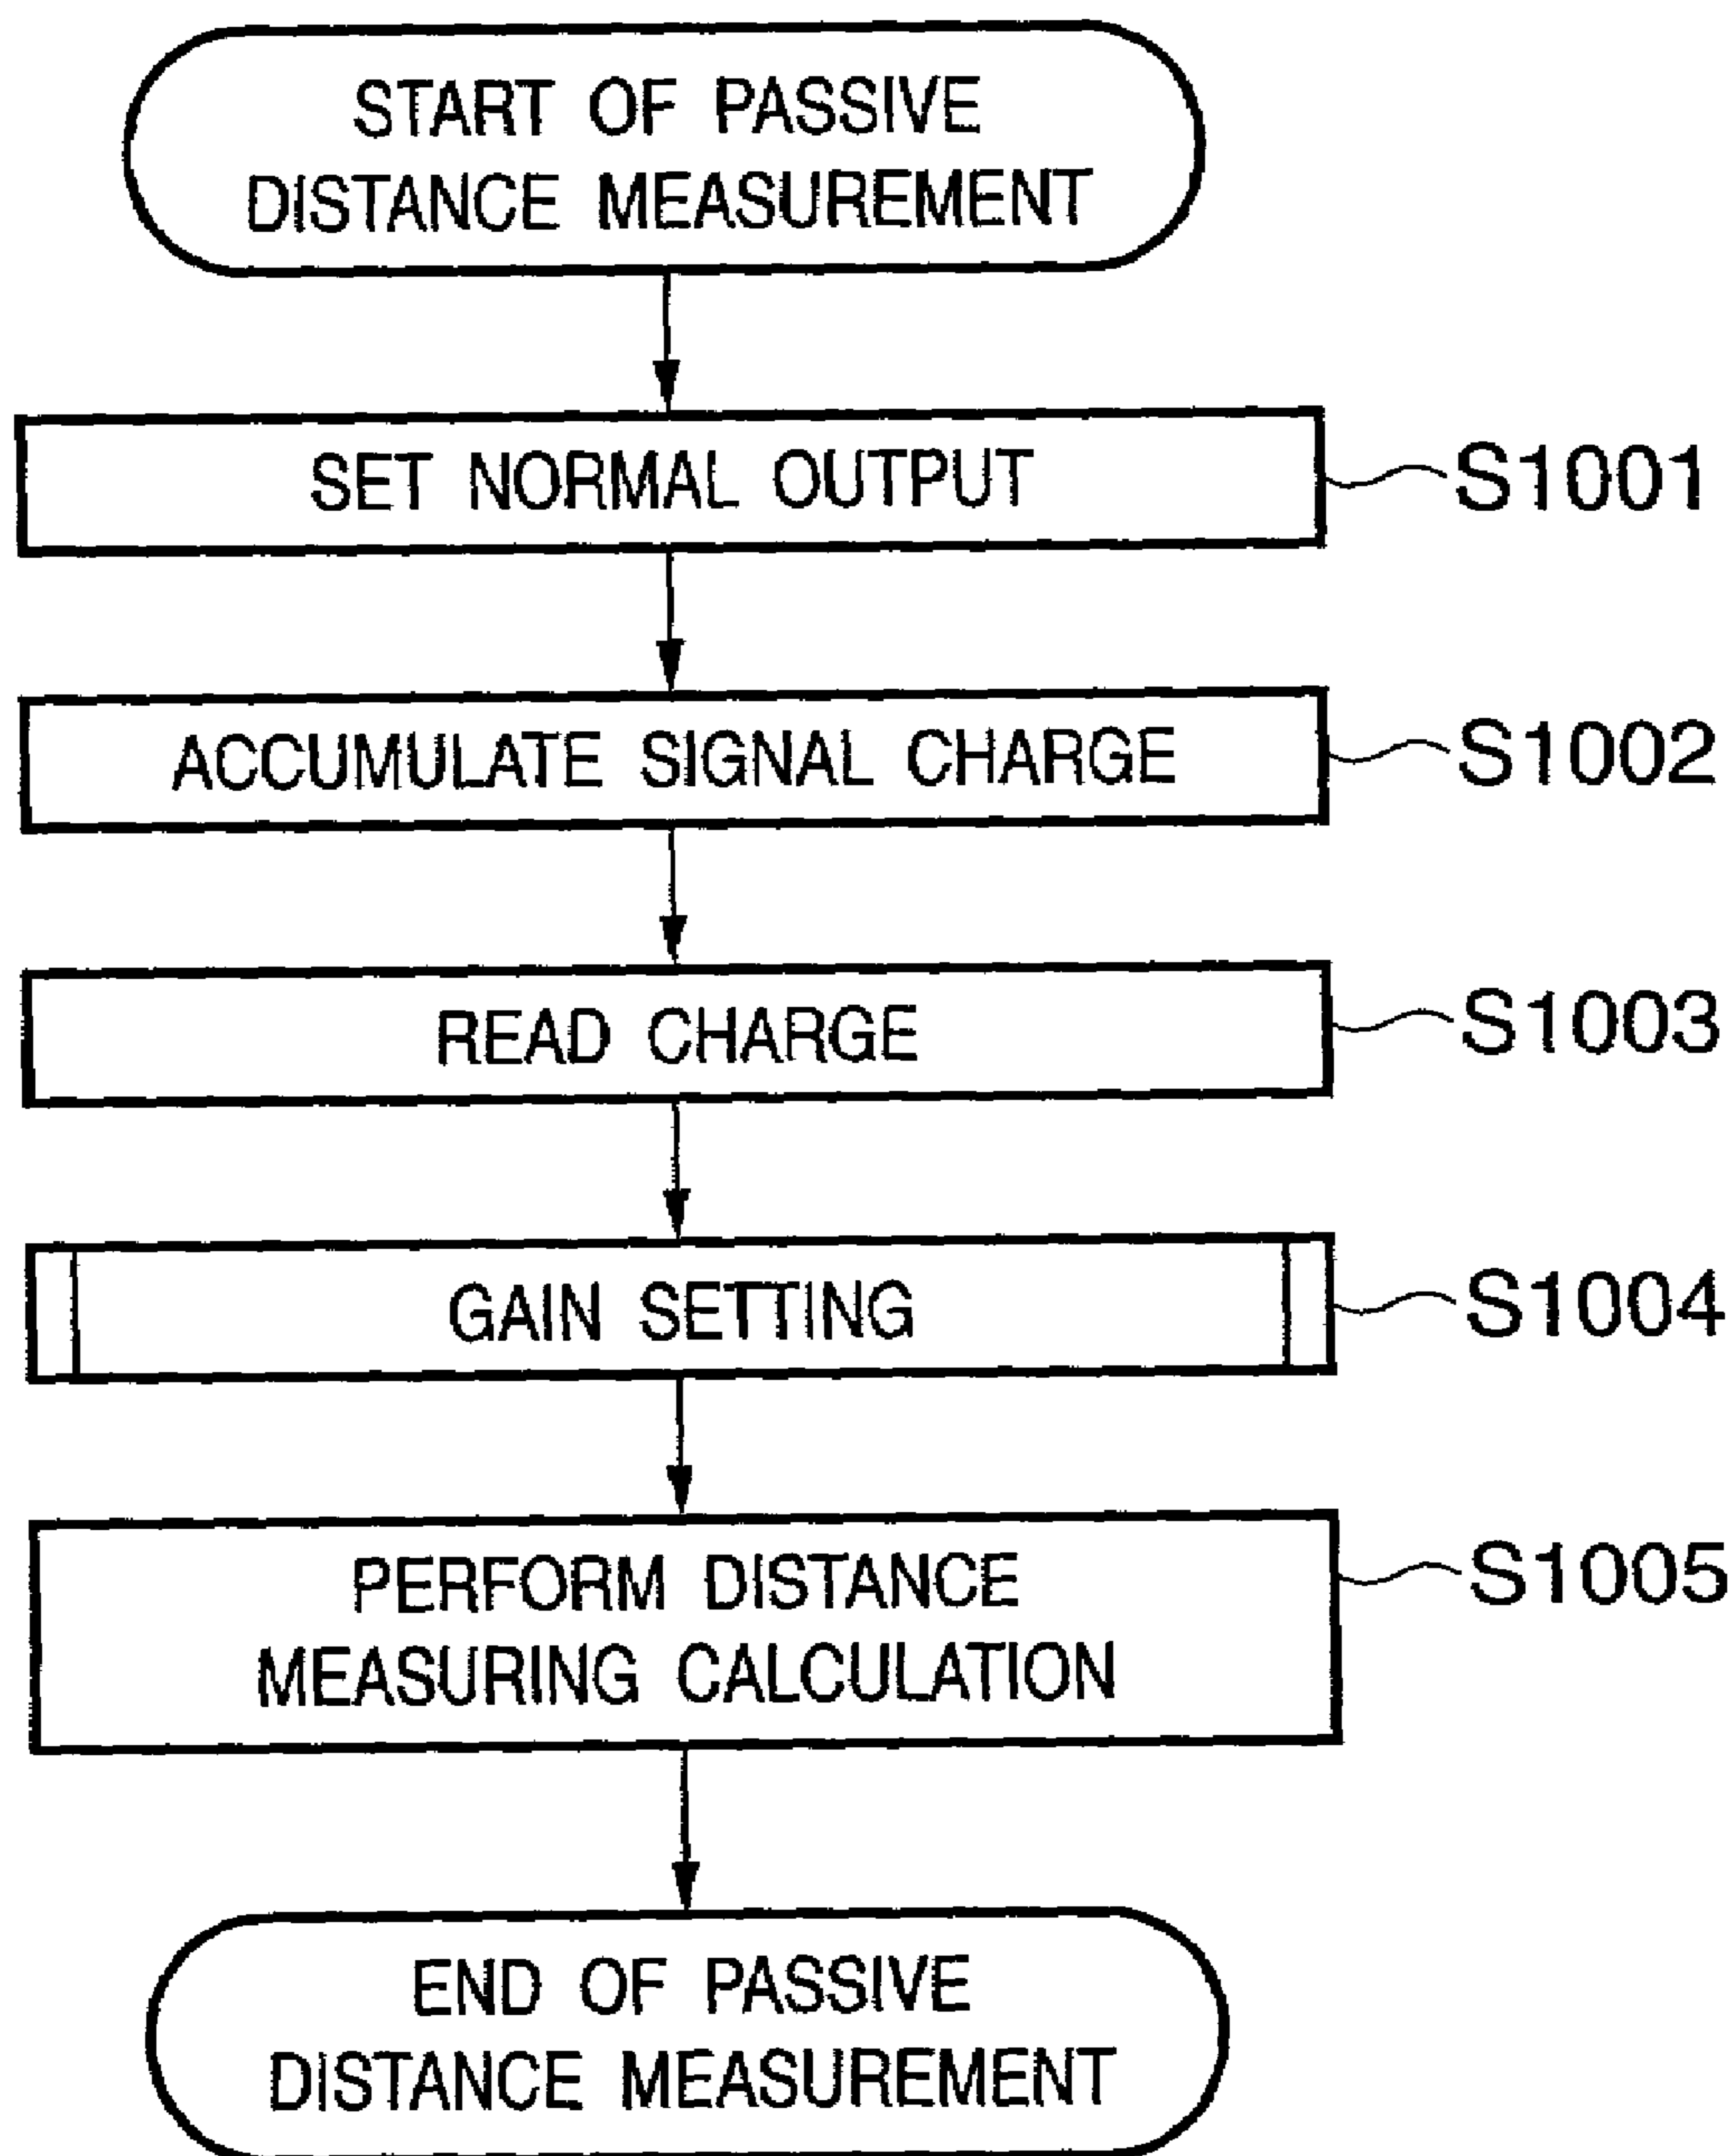 START OF PASSIVE
DISTANCE MEASUREMENT
SET NORMAL OUTPUT
S1001
ACCUMULATE SIGNAL CHARGE
S1002
READ CHARGE
S1003
GAIN SETTING
S1004
PERFORM DISTANCE
MEASURING CALCULATION
S1005
END OF PASSIVE
DISTANCE MEASUREMENT